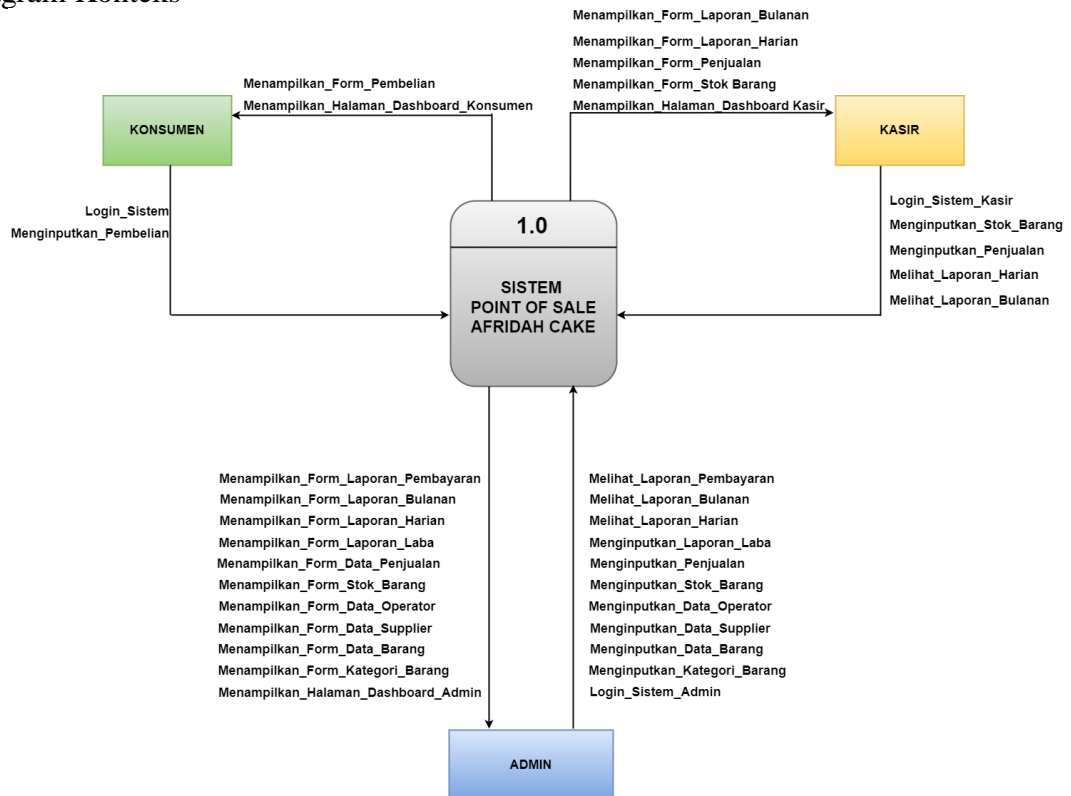 agram Konteks
Menampilkan_Form_Laporan_Bulanan
Menampilkan_Form_Laporan_Harian
Menampilkan_Form_Penjualan
Menampilkan_Form_Stok Barang
Menampilkan_Halaman_Dashboard Kasir
Menampilkan_Form_Pembelian
Menampilkan_Halaman_Dashboard_Konsumen
KONSUMEN
KASIR
Login_Sistem
Menginputkan_Pembelian
Login_Sistem_Kasir
Menginputkan_Stok_Barang
Menginputkan_Penjualan
Melihat_Laporan_Harian
Melihat_Laporan_Bulanan
1.0
SISTEM
POINT OF SALE
AFRIDAH CAKE
Menampilkan_Form_Laporan_Pembayaran
Menampilkan_Form_Laporan_Bulanan
Menampilkan_Form_Laporan_Harian
Menampilkan_Form_Laporan_Laba
Menampilkan_Form_Data_Penjualan
Menampilkan_Form_Stok_Barang
Menampilkan_Form_Data_Operator
Menampilkan_Form_Data_Supplier
Menampilkan_Form_Data_Barang
Menampilkan_Form_Kategori_Barang
Menampilkan_Halaman_Dashboard_Admin
Melihat_Laporan_Pembayaran
Melihat_Laporan_Bulanan
Melihat_Laporan_Harian
Menginputkan_Laporan_Laba
Menginputkan_Penjualan
Menginputkan_Stok_Barang
Menginputkan_Data_Operator
Menginputkan_Data_Supplier
Menginputkan_Data_Barang
Menginputkan_Kategori_Barang
Login_Sistem_Admin
ADMIN